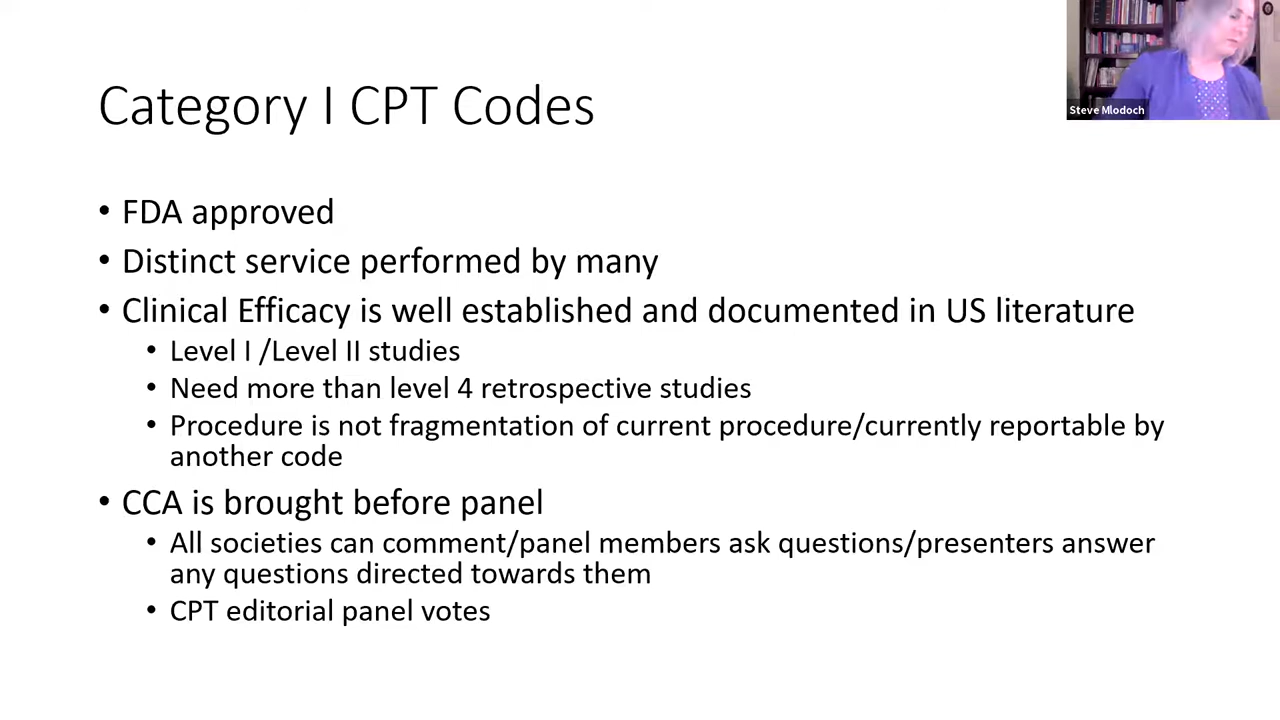 Category I CPT Codes
Steve Mlodoch
• FDA approved
• Distinct service performed by many
• Clinical Efficacy is well established and documented in US literature
• Level I /Level II studies
• Need more than level 4 retrospective studies
• Procedure is not fragmentation of current procedure/currently reportable by
another code
• CCA is brought before panel
• All societies can comment/panel members ask questions/presenters answer
any questions directed towards them
• CPT editorial panel votes